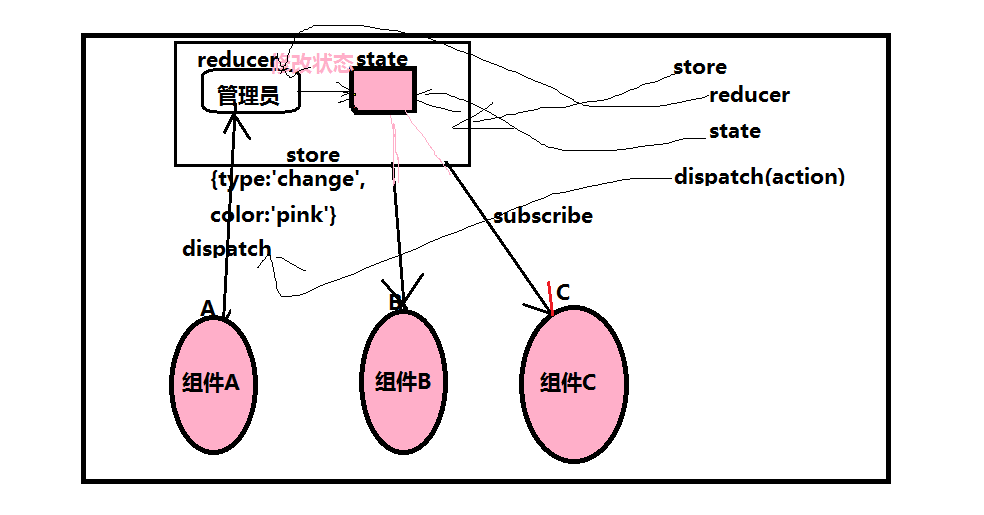 reducer
修改状态
state
管理员
store
{type:'change',
color:'pink'}
dispatch
store
reducer
state
dispatch(action)
subscribe
A
B
C
组件A
组件B
组件C